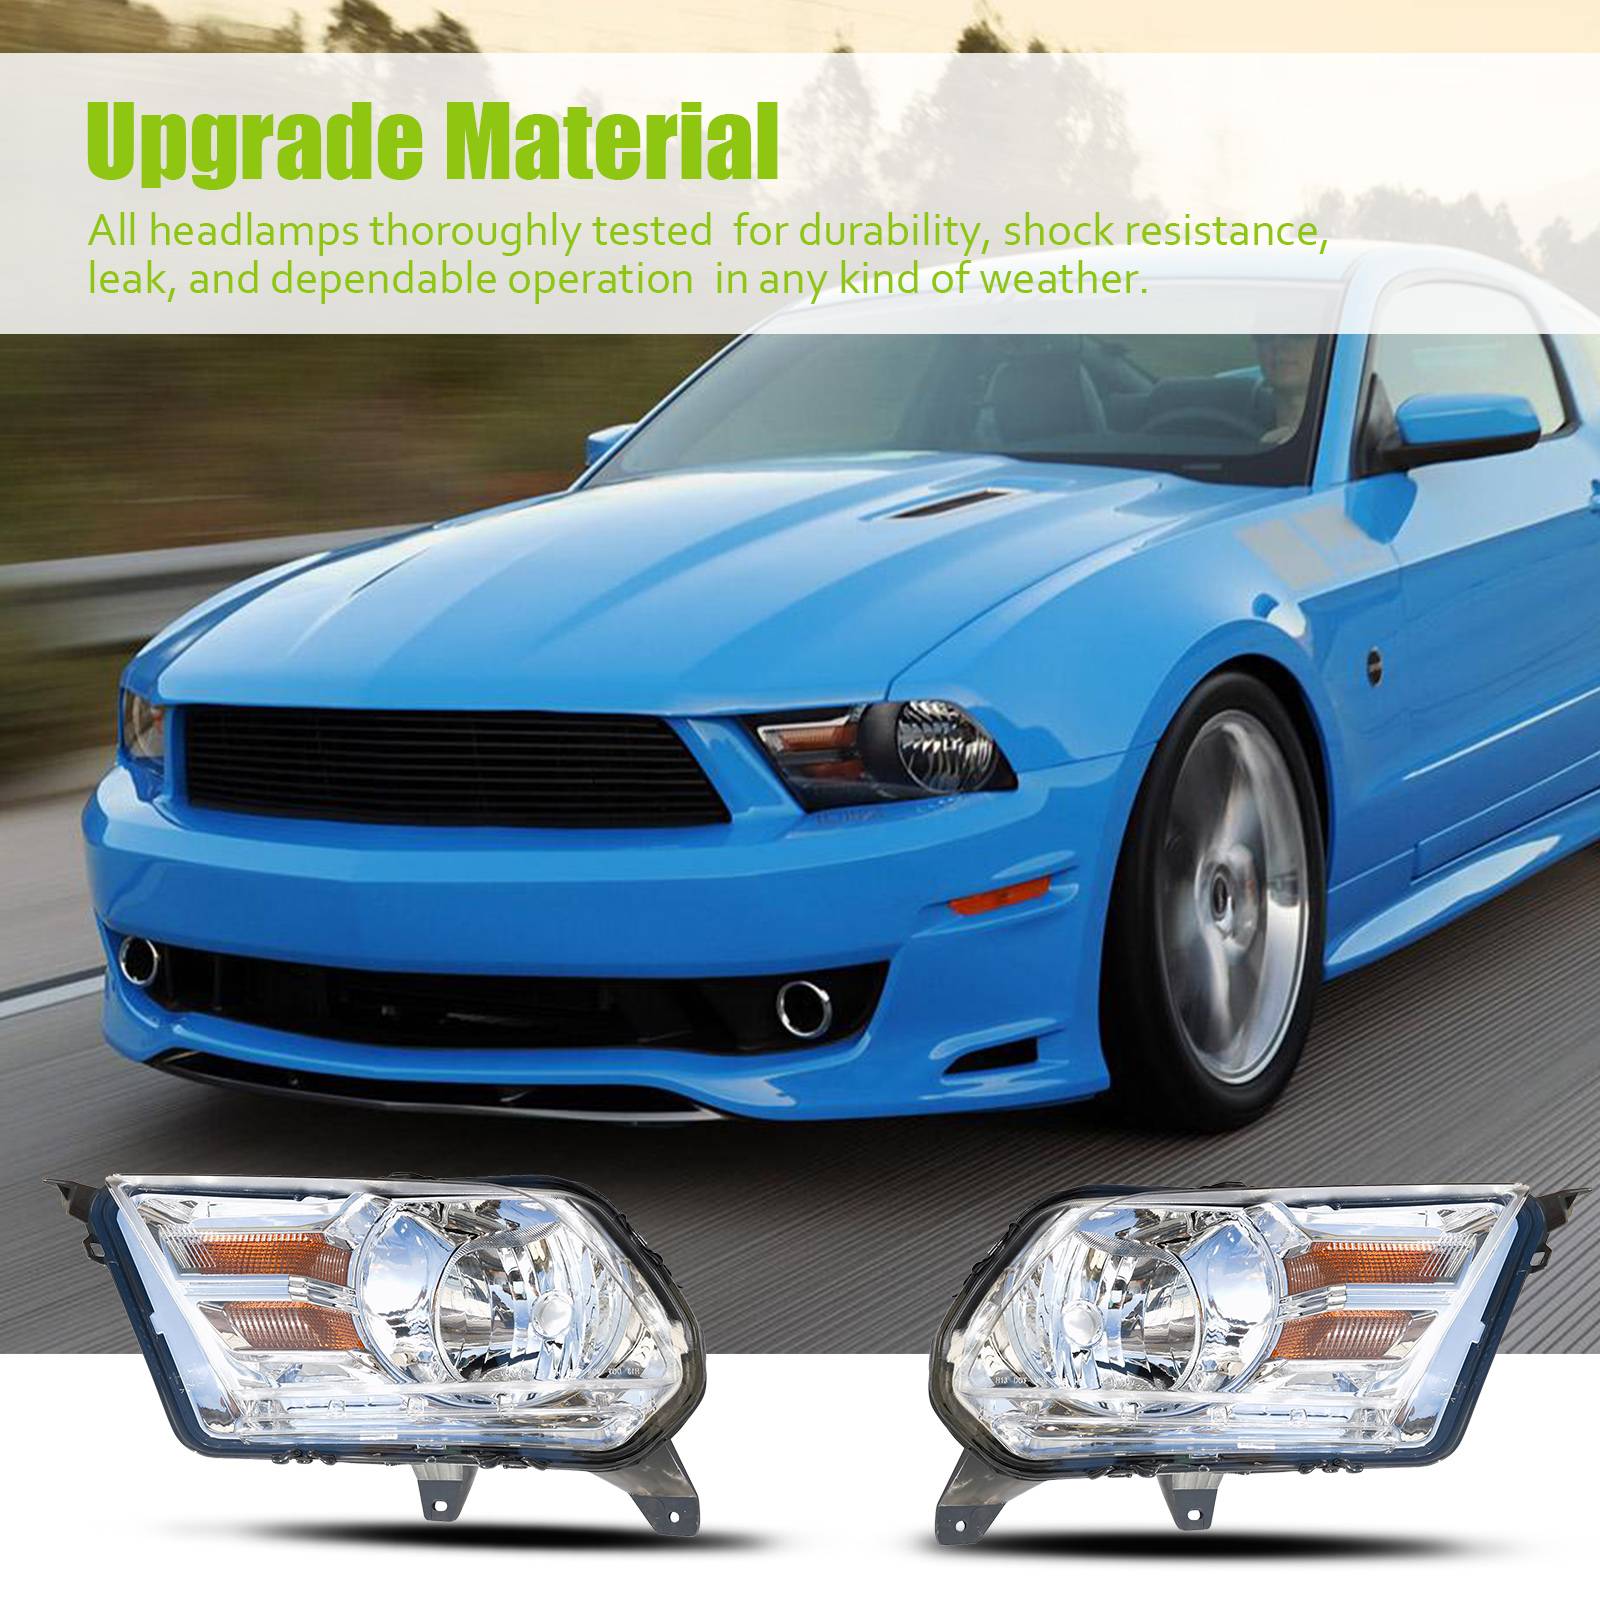 Upgrade Material
All headlamps thoroughly tested for durability, shock resistance,
leak, and dependable operation in any kind of weather.